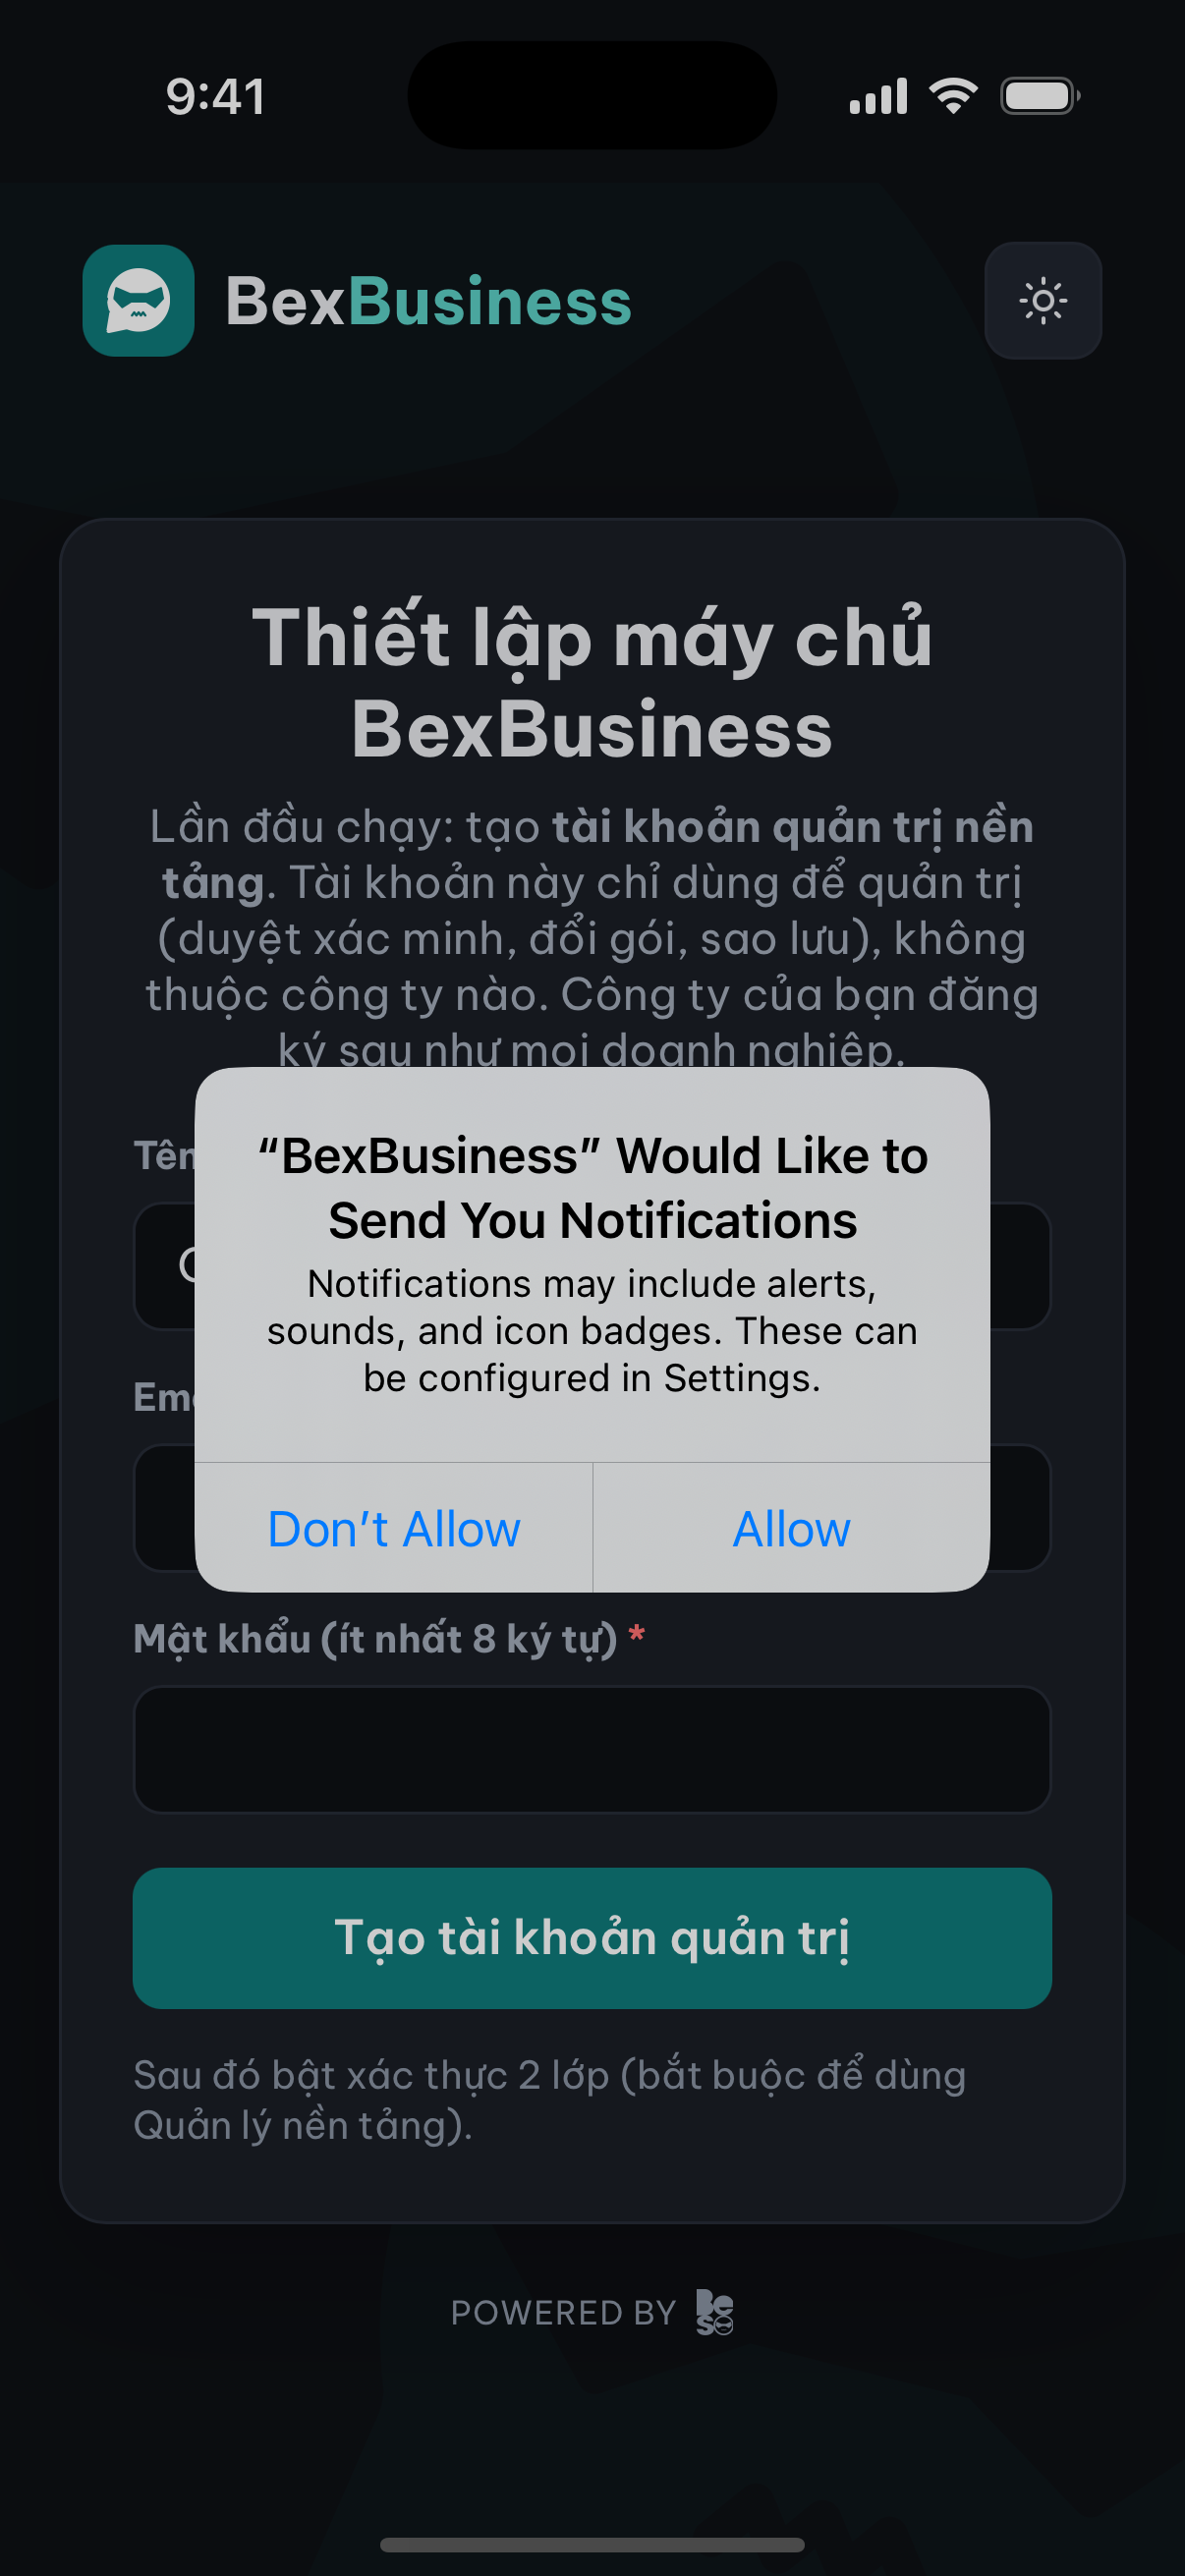 9:41
BexBusiness
Thiết lập máy chủ
BexBusiness
Lần đầu chạy: tạo tài khoản quản trị nền
tảng. Tài khoản này chỉ dùng để quản trị
(duyệt xác minh, đổi gói, sao lưu), không
thuộc công ty nào. Công ty của bạn đăng
ký sau như mọi doanh nghiệp.
“BexBusiness” Would Like to
Send You Notifications
Notifications may include alerts,
sounds, and icon badges. These can
be configured in Settings.
Don’t Allow
Allow
Mật khẩu (ít nhất 8 ký tự) *
Tạo tài khoản quản trị
Sau đó bật xác thực 2 lớp (bắt buộc để dùng
Quản lý nền tảng).
POWERED BY Beso